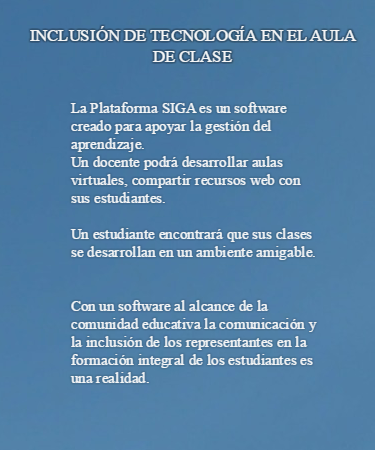 INCLUSIÓN DE TECNOLOGÍA EN EL AULA
DE CLASE
La Plataforma SIGA es un software
creado para apoyar la gestión del
aprendizaje.
Un docente podrá desarrollar aulas
virtuales, compartir recursos web con
sus estudiantes.
Un estudiante encontrará que sus clases
se desarrollan en un ambiente amigable.
Con un software al alcance de la
comunidad educativa la comunicación y
la inclusión de los representantes en la
formación integral de los estudiantes es
una realidad.